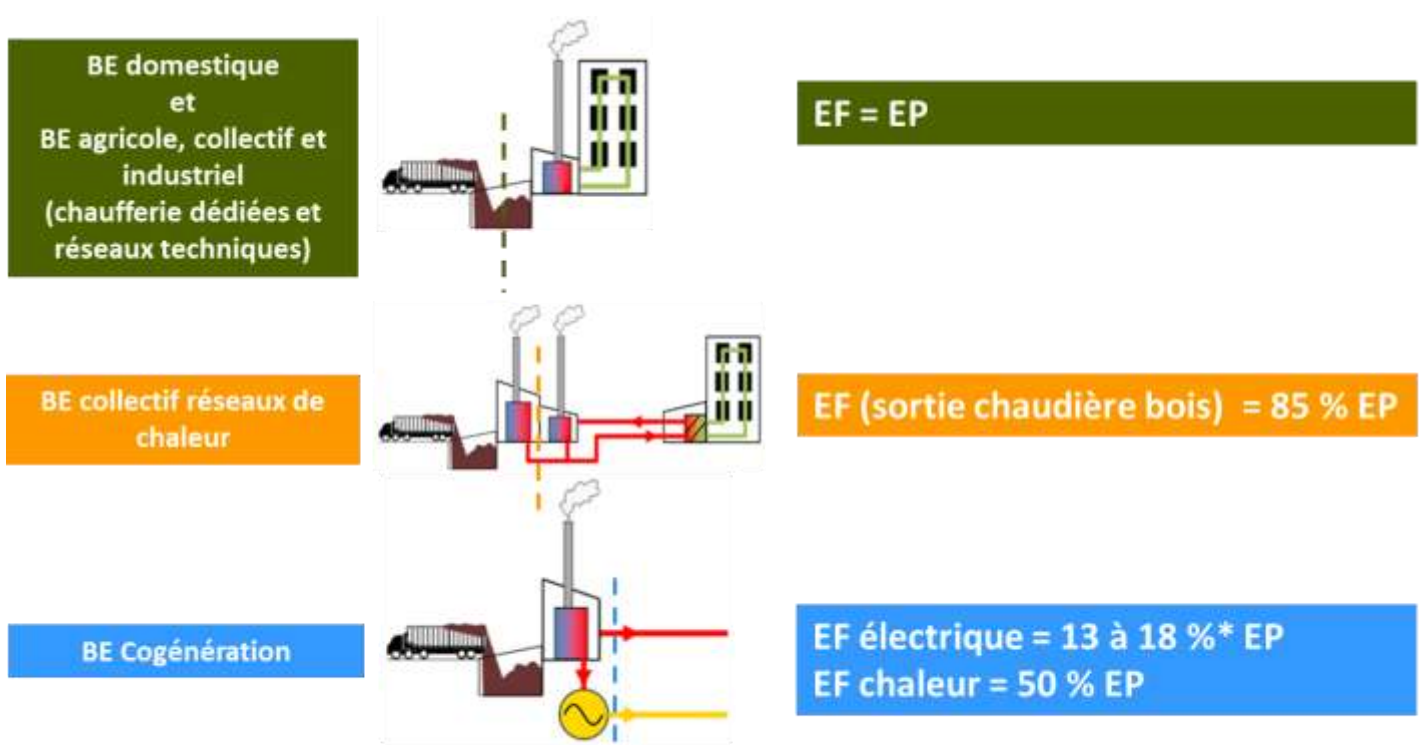 BE domestique
et
BE agricole, collectif et
industriel
(chaufferie dédiées et
réseaux techniques)
EF = EP
BE collectif réseaux de
chaleur
EF (sortie chaudière bois) = 85 % EP
BE Cogénération
EF électrique = 13 à 18 %* EP
EF chaleur = 50 % EP